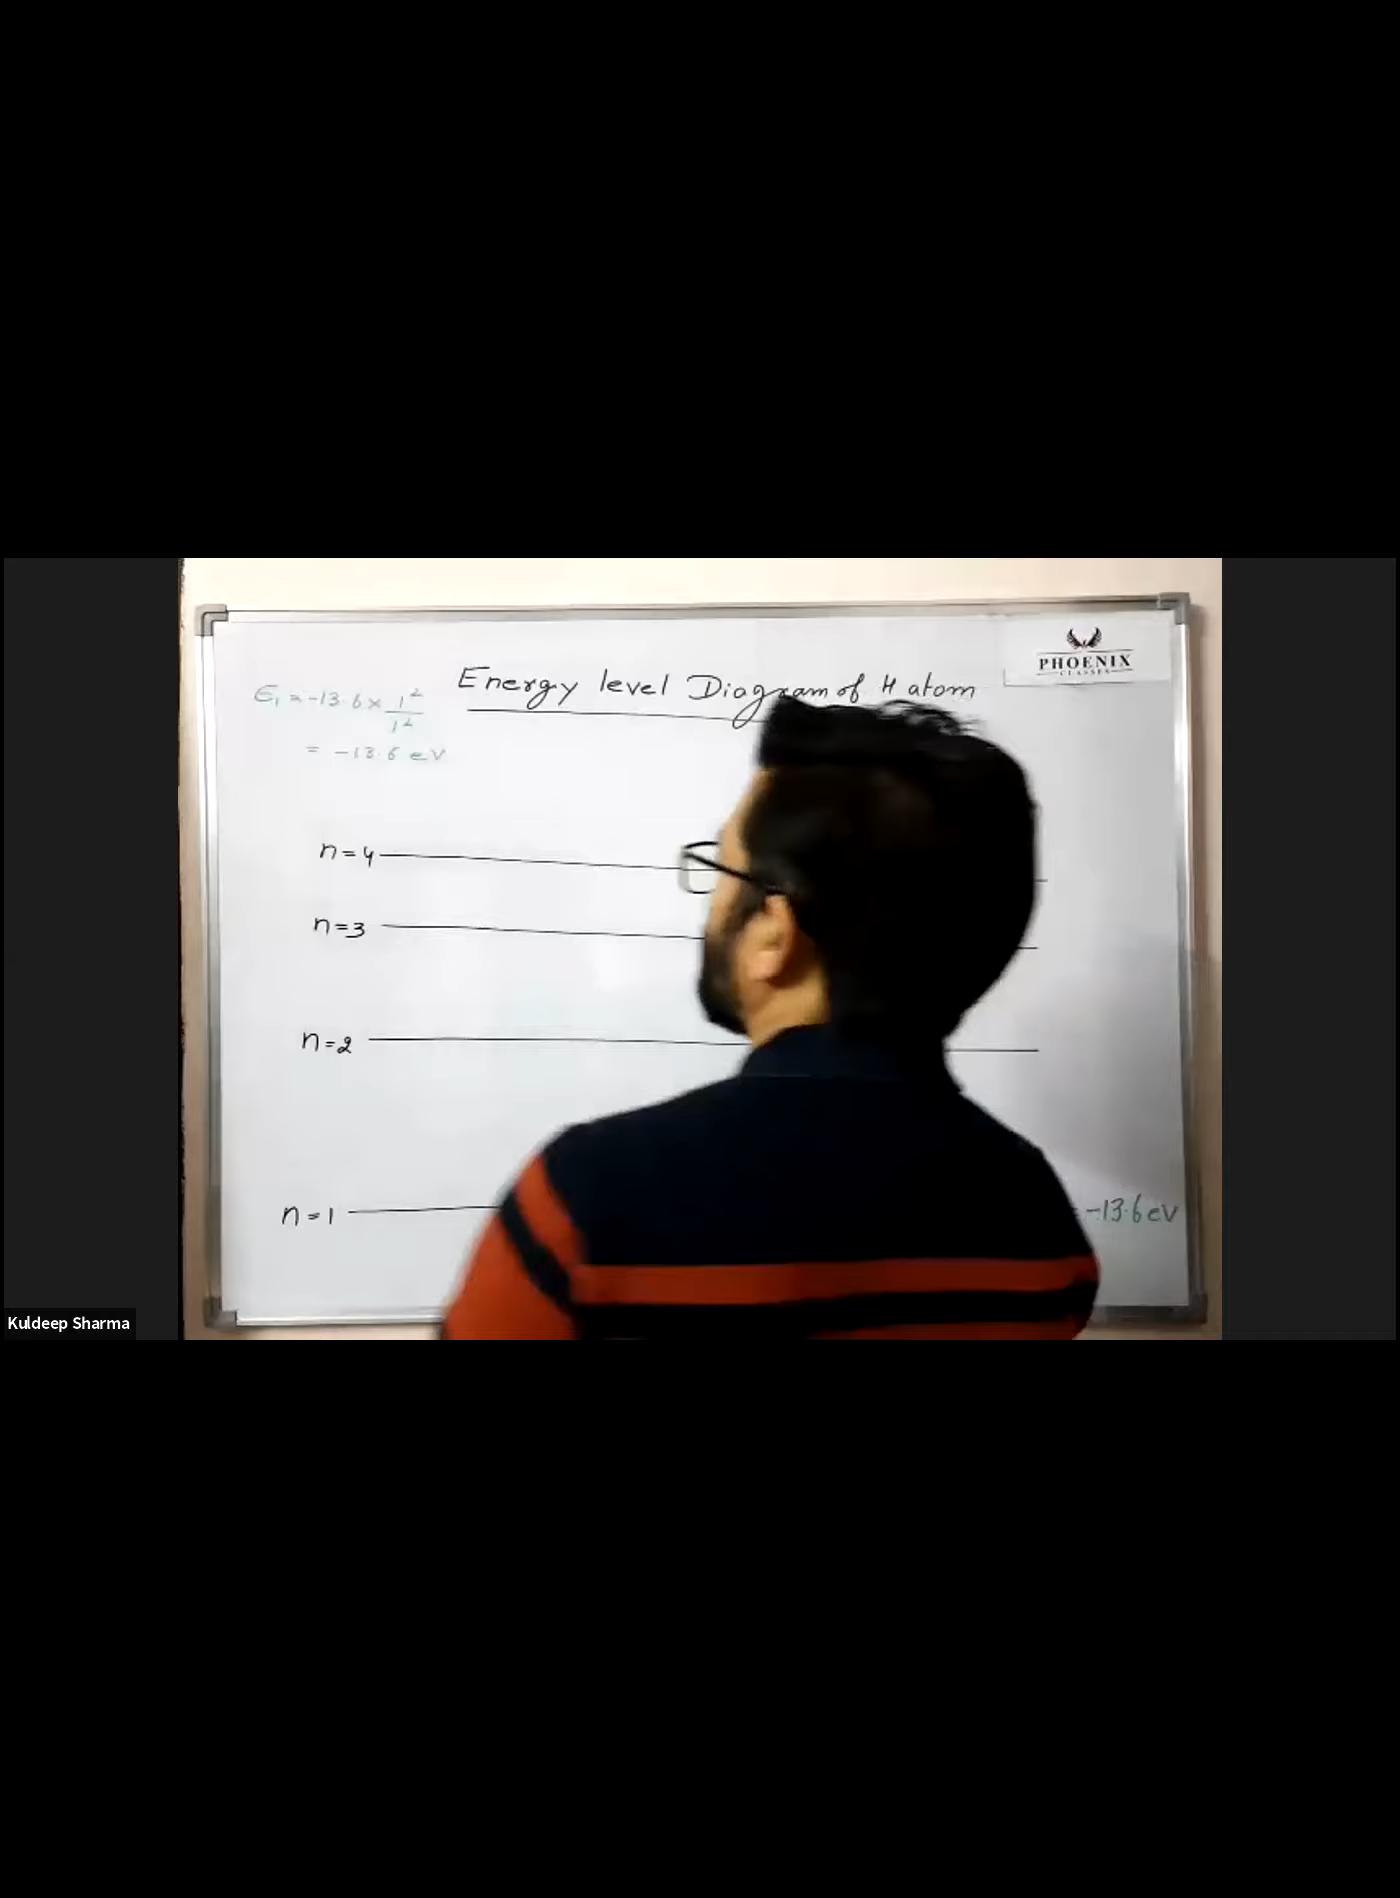 Energy level Diagram of H atom
PHOENIX
CLASSES
E₁ = -13.6 × 1²/1²
= -13.6 eV
n=4
n=3
n=2
n=1
= -13.6 eV
Kuldeep Sharma